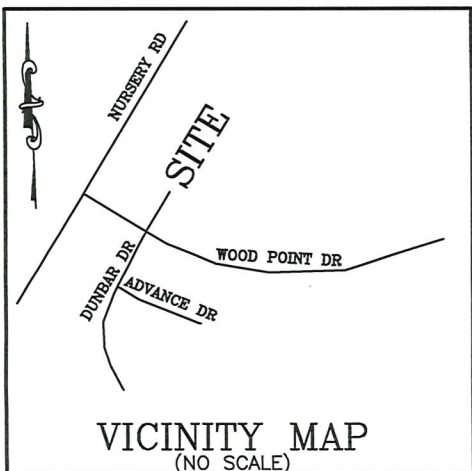 NURSERY RD
SITE
WOOD POINT DR
DUNBAR DR
ADVANCE DR
VICINITY MAP
(NO SCALE)